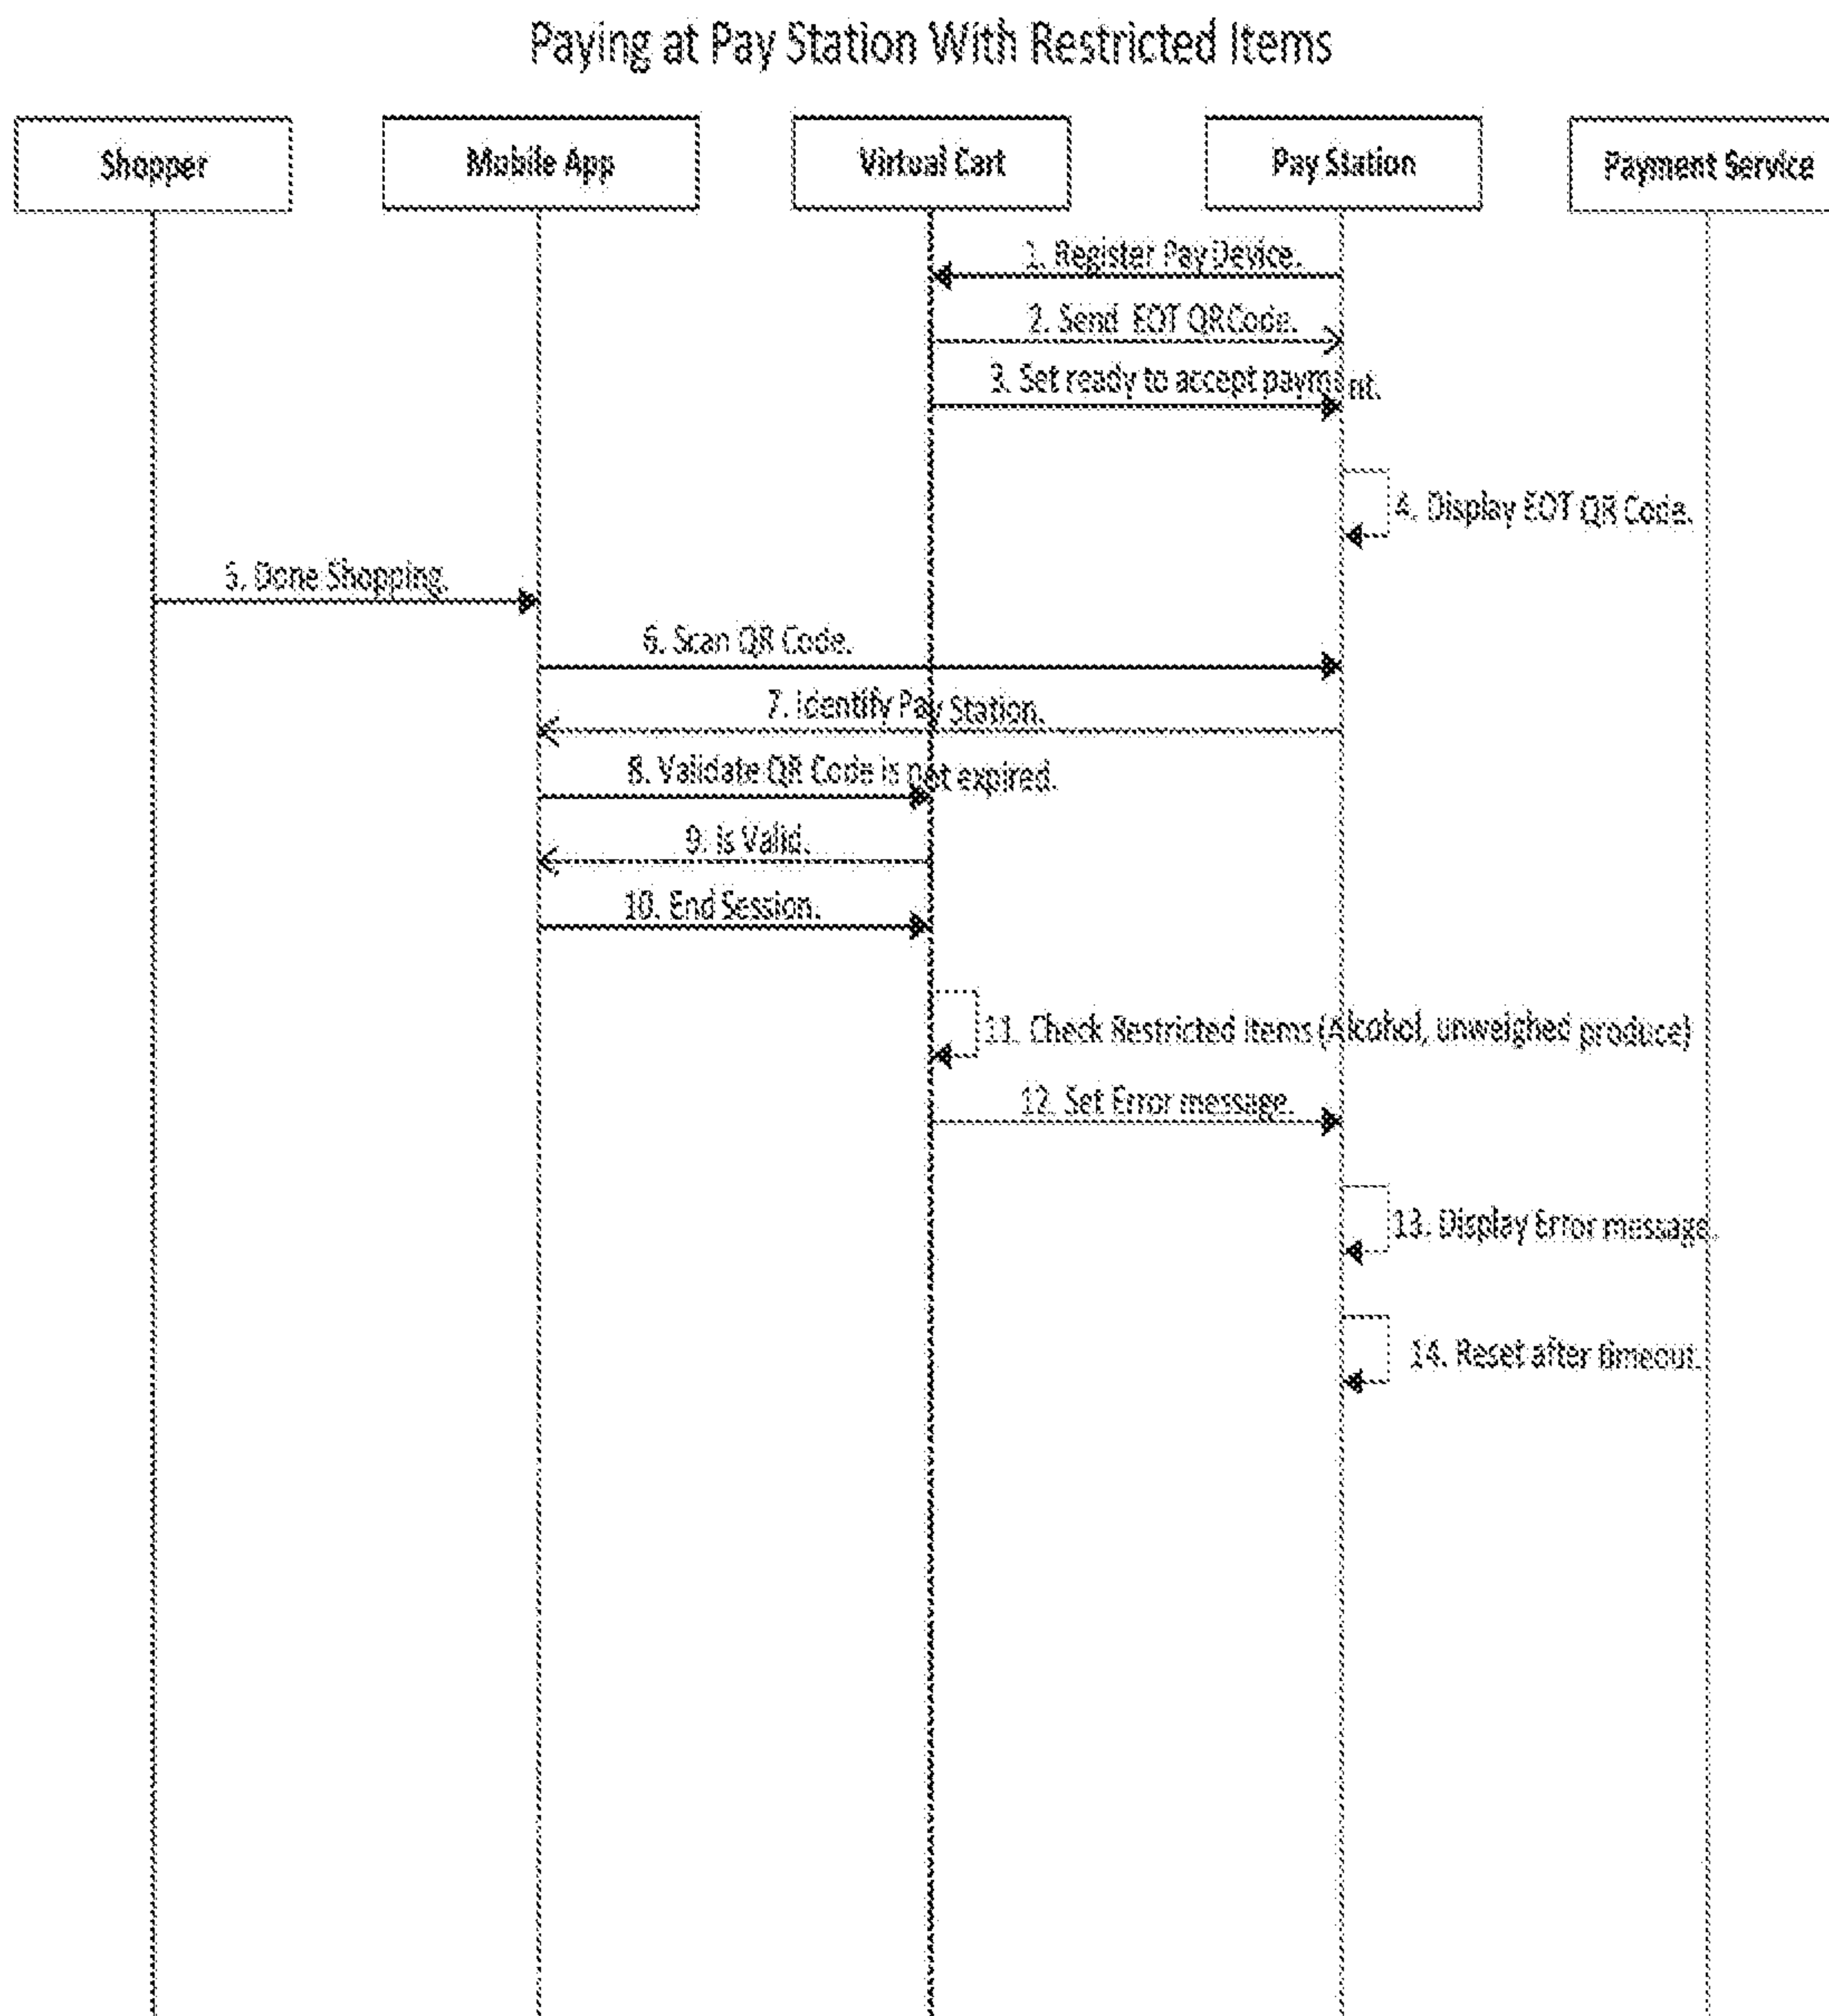 Paying at Pay Station With Restricted Items
Shopper
Mobile App
Virtual Cart
Pay Station
Payment Service
1. Register Pay Device.
2. Send EOT QRCode.
3. Set ready to accept payment.
4. Display EOT QR Code.
5. Done Shopping.
6. Scan QR Code.
7. Identify Pay Station.
8. Validate QR Code is not expired.
9. Is Valid.
10. End Session.
11. Check Restricted Items (Alcohol, unweighed produce)
12. Set Error message.
13. Display Error message.
14. Reset after timeout.